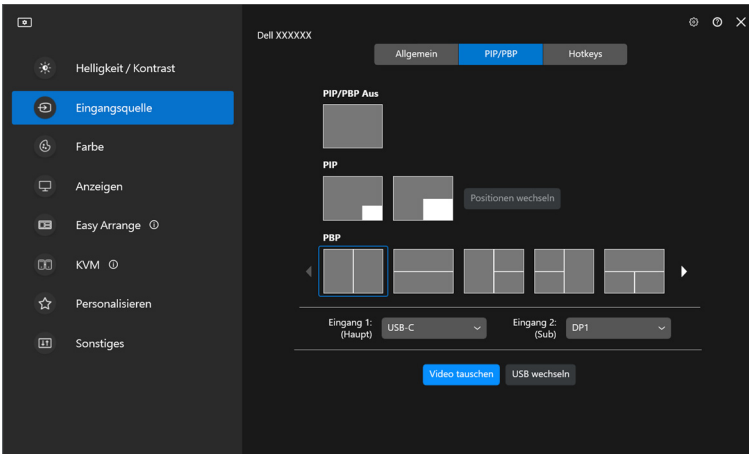 Dell XXXXXX
Helligkeit / Kontrast
Eingangsquelle
Farbe
Anzeigen
Easy Arrange
KVM
Personalisieren
Sonstiges
Allgemein
PIP/PBP
Hotkeys
PIP/PBP Aus
PIP
Positionen wechseln
PBP
Eingang 1:
(Haupt)
USB-C
Eingang 2:
(Sub)
DP1
Video tauschen
USB wechseln